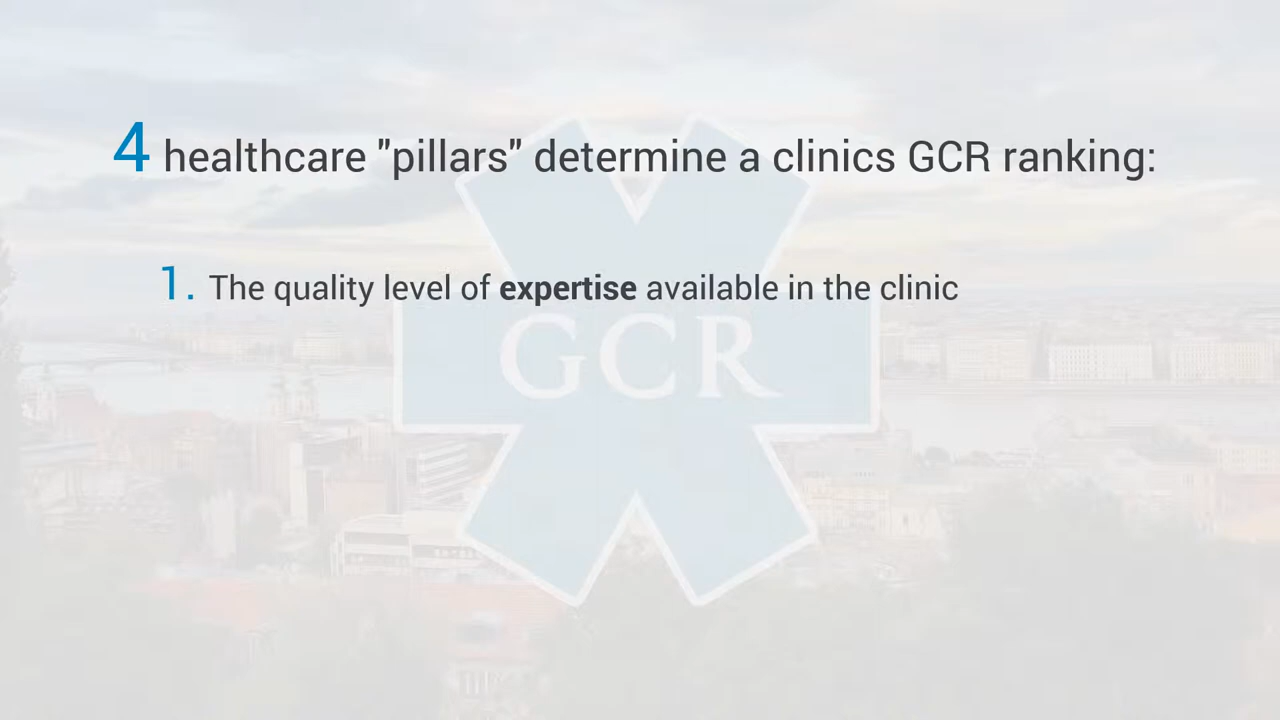 4 healthcare "pillars" determine a clinics GCR ranking:
1. The quality level of expertise available in the clinic
GCR